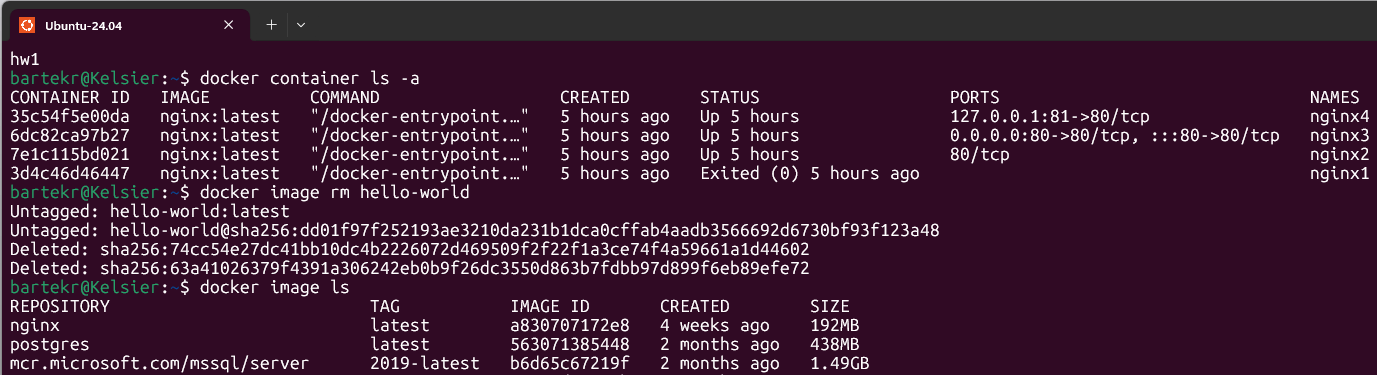 Ubuntu-24.04
hw1
bartekr@Kelsier:~$ docker container ls -a
CONTAINER ID   IMAGE          COMMAND                  CREATED       STATUS                   PORTS                               NAMES
35c54f5e00da   nginx:latest   "/docker-entrypoint.…"   5 hours ago   Up 5 hours               127.0.0.1:81->80/tcp                nginx4
6dc82ca97b27   nginx:latest   "/docker-entrypoint.…"   5 hours ago   Up 5 hours               0.0.0.0:80->80/tcp, :::80->80/tcp   nginx3
7e1c115bd021   nginx:latest   "/docker-entrypoint.…"   5 hours ago   Up 5 hours               80/tcp                              nginx2
3d4c46d46447   nginx:latest   "/docker-entrypoint.…"   5 hours ago   Exited (0) 5 hours ago                                       nginx1
bartekr@Kelsier:~$ docker image rm hello-world
Untagged: hello-world:latest
Untagged: hello-world@sha256:dd01f97f252193ae3210da231b1dca0cffab4aadb3566692d6730bf93f123a48
Deleted: sha256:74cc54e27dc41bb10dc4b2226072d469509f2f22f1a3ce74f4a59661a1d44602
Deleted: sha256:63a41026379f4391a306242eb0b9f26dc3550d863b7fdbb97d899f6eb89efe72
bartekr@Kelsier:~$ docker image ls
REPOSITORY                       TAG           IMAGE ID       CREATED        SIZE
nginx                            latest        a830707172e8   4 weeks ago    192MB
postgres                         latest        563071385448   2 months ago   438MB
mcr.microsoft.com/mssql/server   2019-latest   b6d65c67219f   2 months ago   1.49GB